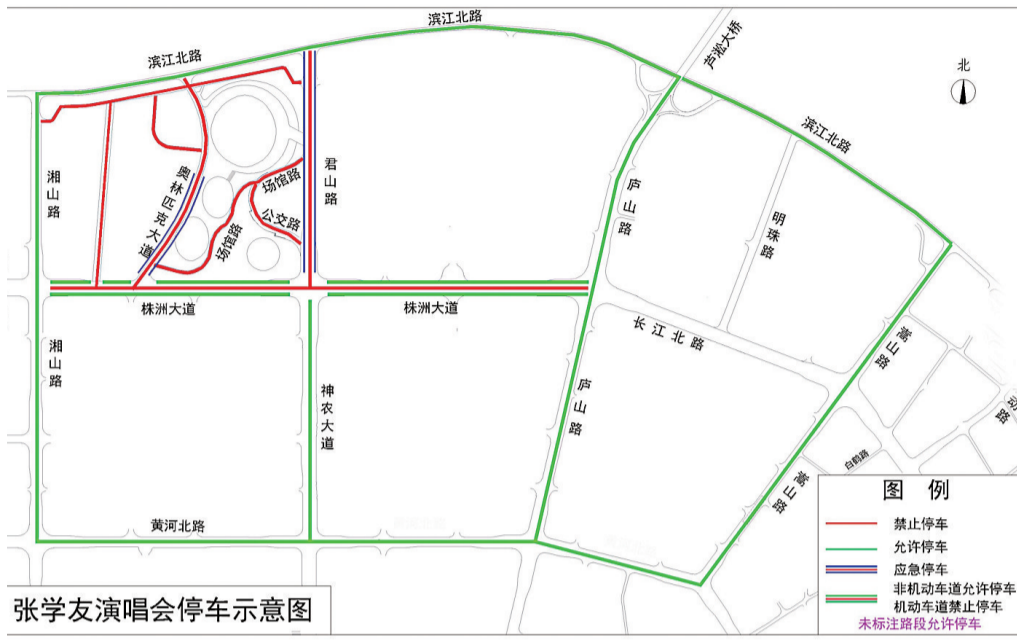 滨江北路
滨江北路
芦淞大桥
北
滨江北路
湘山路
奥林匹克大道
君山路
场馆路
公交路
场馆路
庐山路
明珠路
株洲大道
株洲大道
长江北路
嵩山路
湘山路
神农大道
庐山路
白鹤路
嵩山路
黄河北路
图 例
禁止停车
允许停车
应急停车
非机动车道允许停车
机动车道禁止停车
未标注路段允许停车
张学友演唱会停车示意图